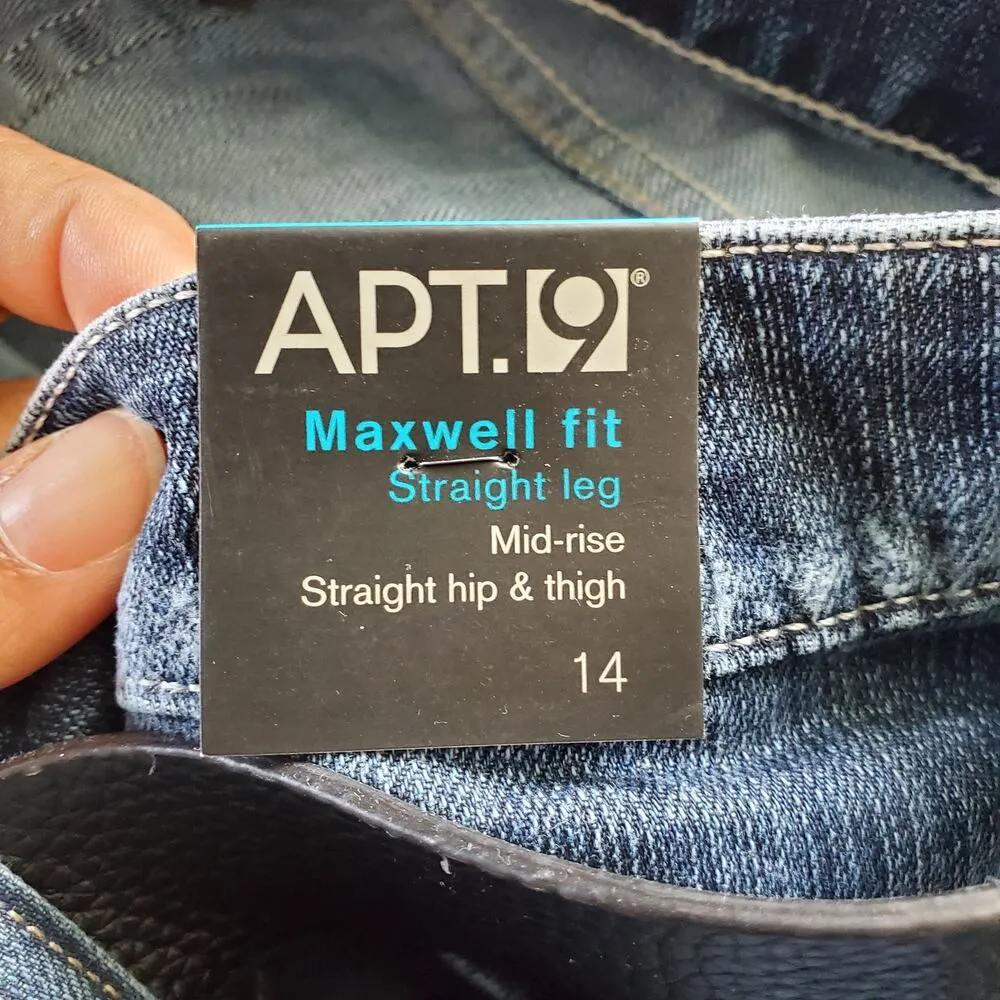 APT.9®
Maxwell fit
Straight leg
Mid-rise
Straight hip & thigh
14